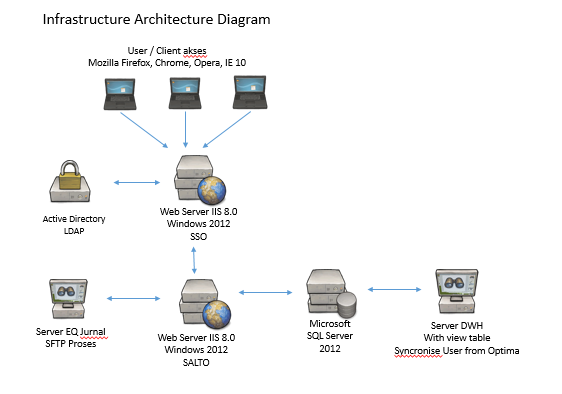 Infrastructure Architecture Diagram
User / Client akses
Mozilla Firefox, Chrome, Opera, IE 10
Active Directory
LDAP
Web Server IIS 8.0
Windows 2012
SSO
Server EQ Jurnal
SFTP Proses
Web Server IIS 8.0
Windows 2012
SALTO
Microsoft
SQL Server
2012
Server DWH
With view table
Syncronise User from Optima